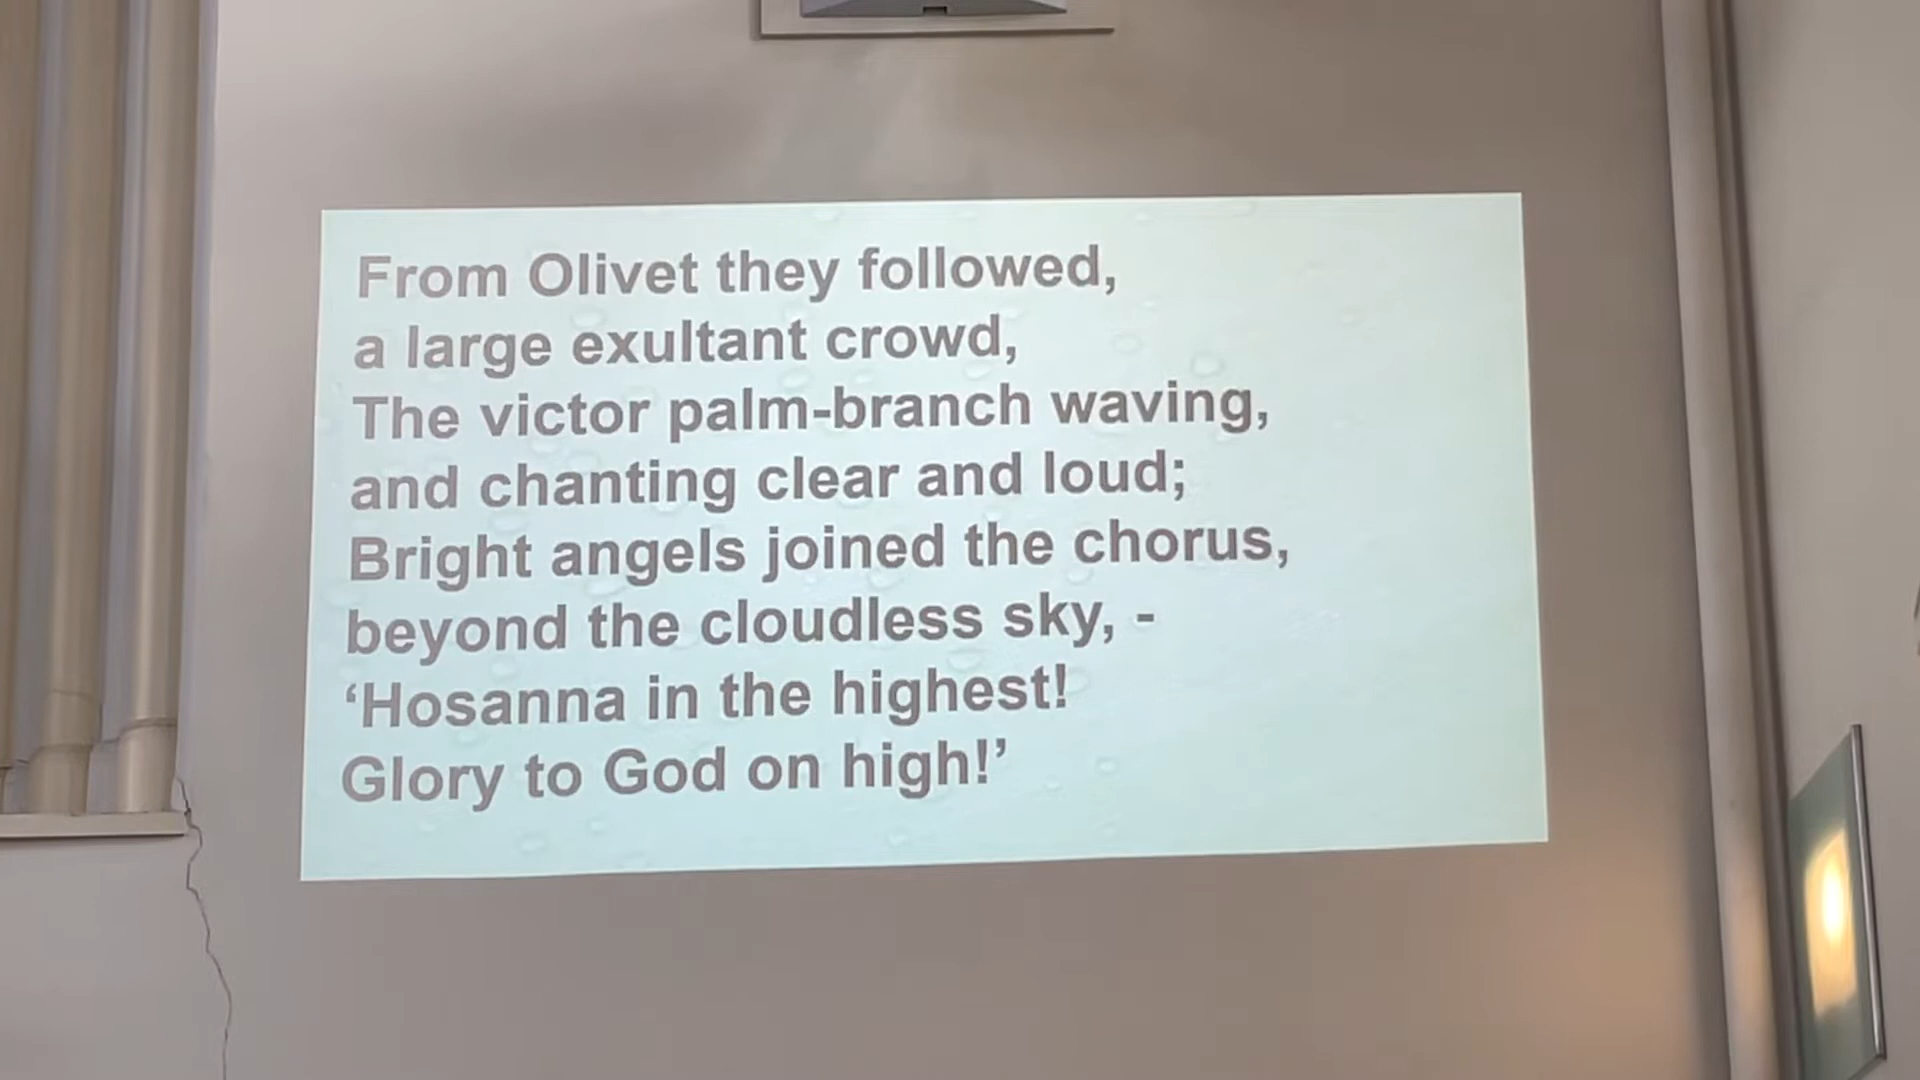 From Olivet they followed,
a large exultant crowd,
The victor palm-branch waving,
and chanting clear and loud;
Bright angels joined the chorus,
beyond the cloudless sky, -
‘Hosanna in the highest!
Glory to God on high!’